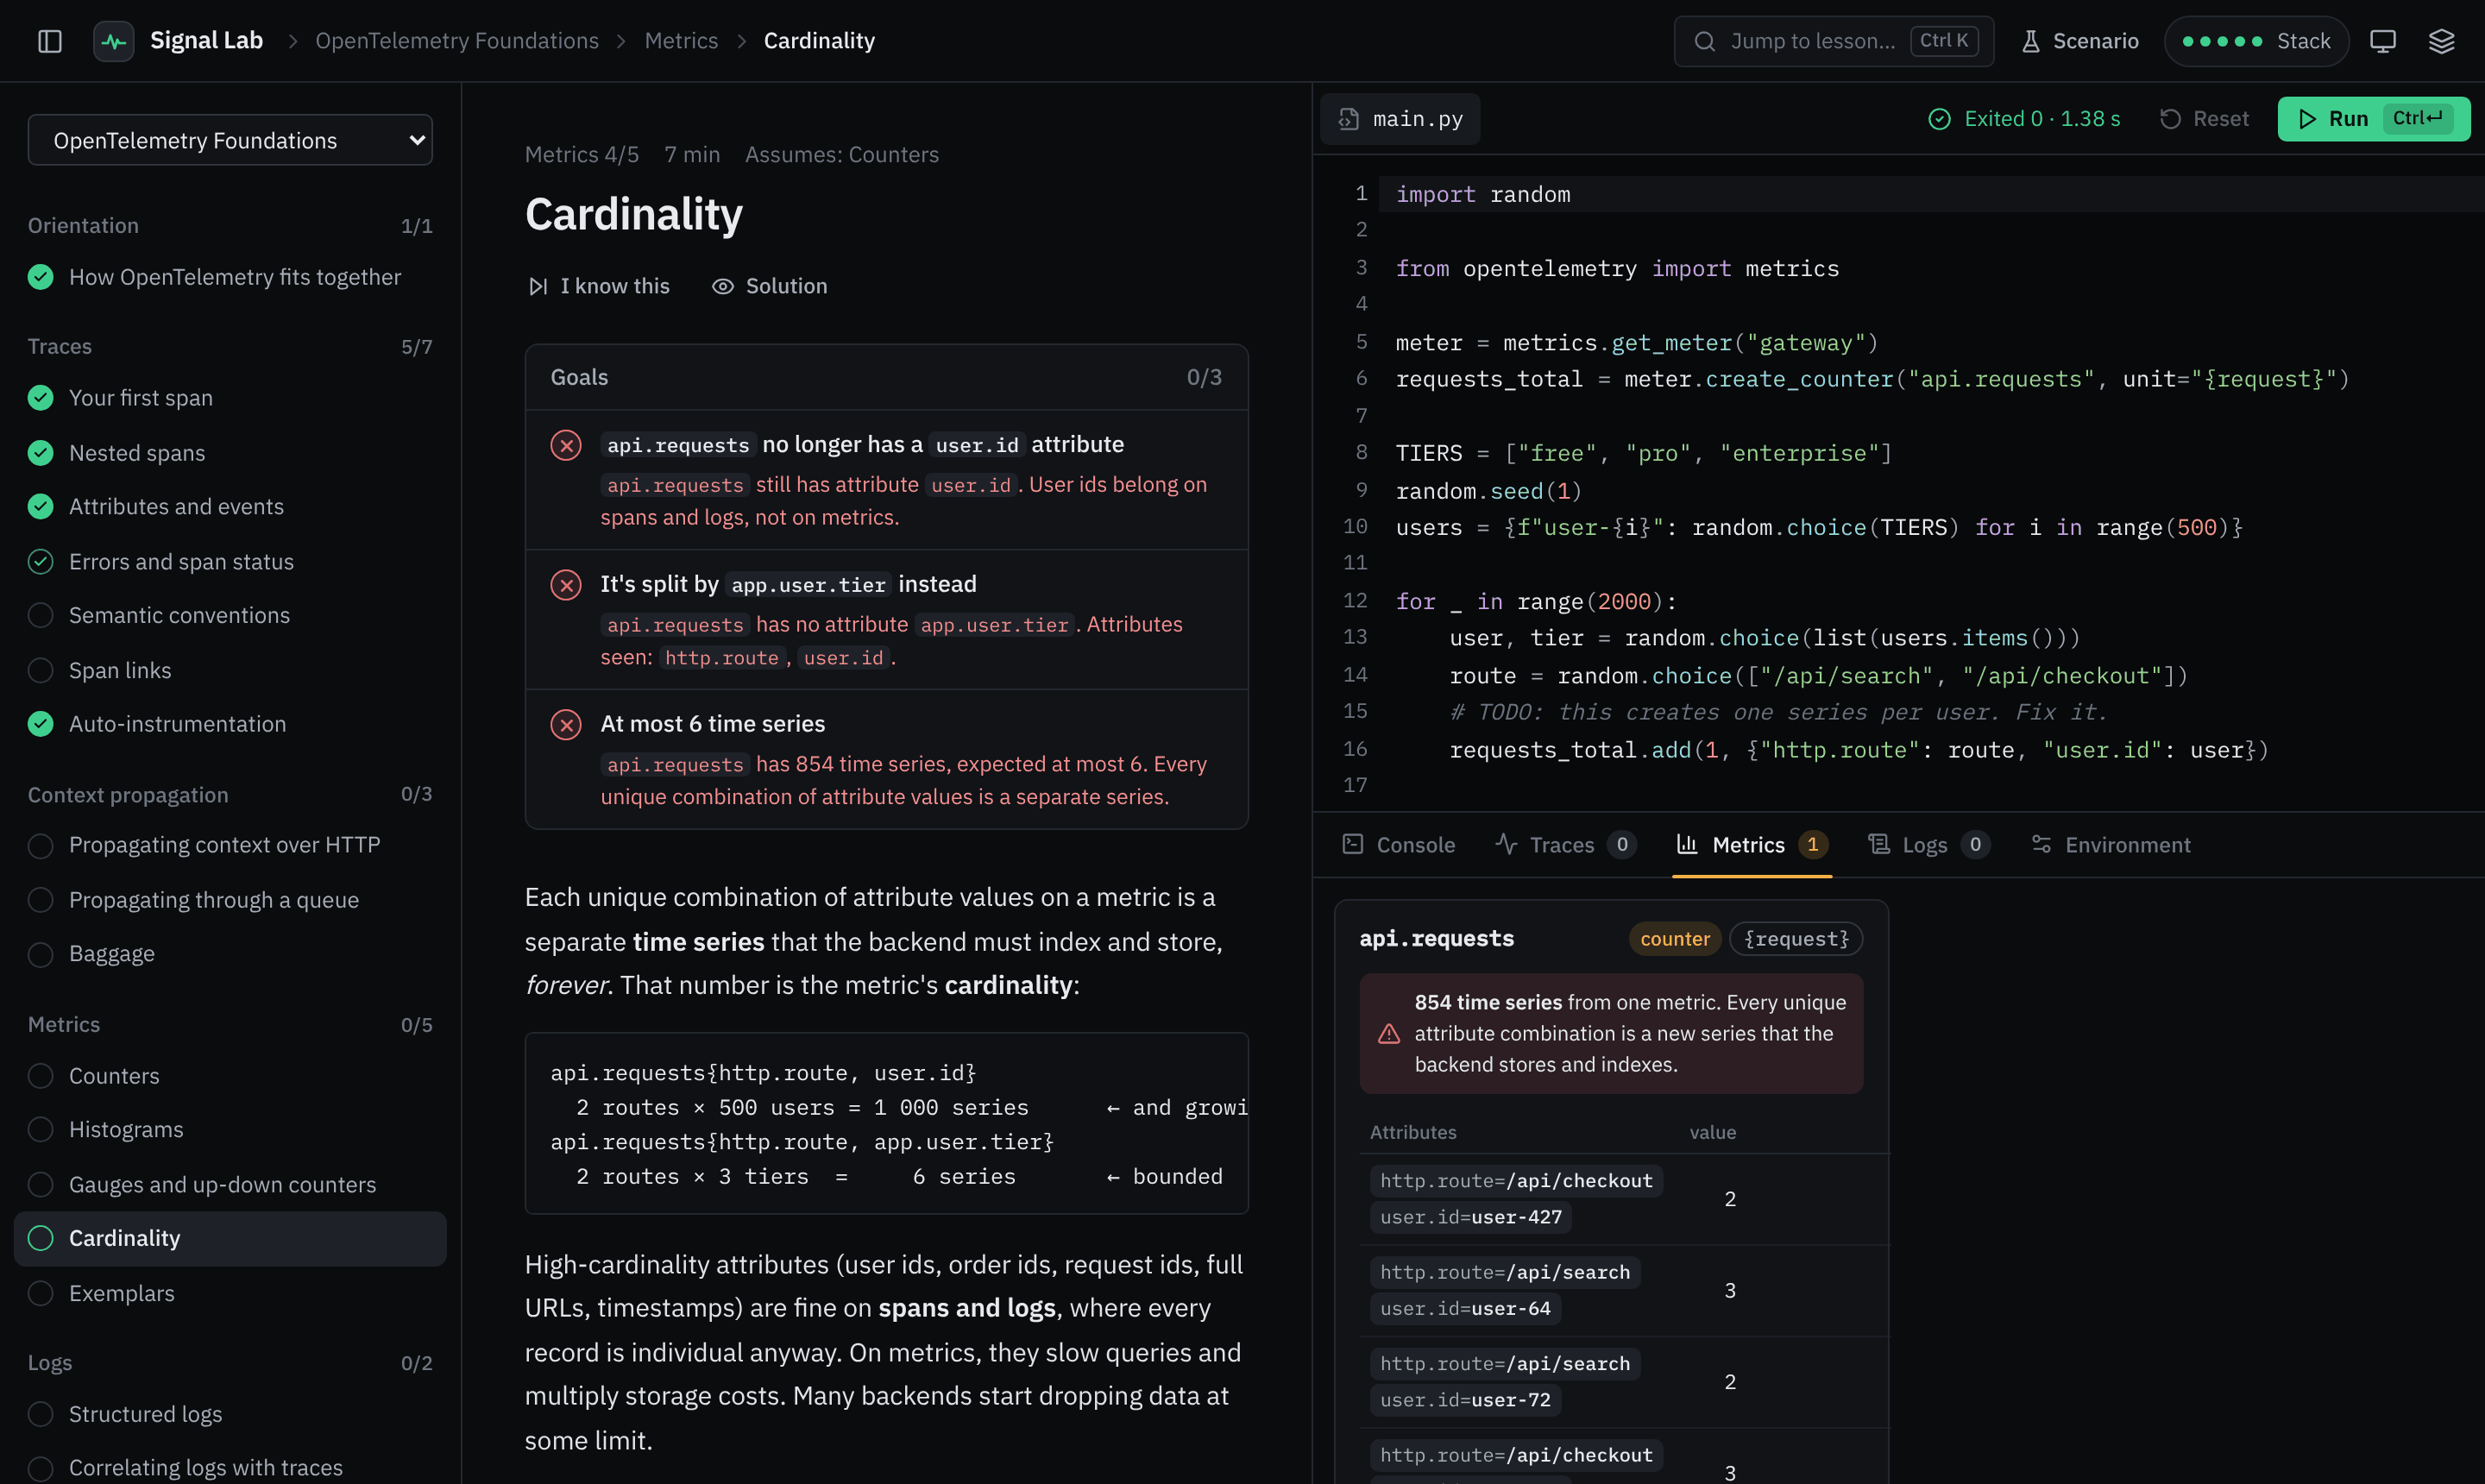 Signal Lab
OpenTelemetry Foundations
Metrics
Cardinality
Jump to lesson...
Ctrl K
Scenario
Stack
OpenTelemetry Foundations
Orientation 1/1
How OpenTelemetry fits together
Traces 5/7
Your first span
Nested spans
Attributes and events
Errors and span status
Semantic conventions
Span links
Auto-instrumentation
Context propagation 0/3
Propagating context over HTTP
Propagating through a queue
Baggage
Metrics 0/5
Counters
Histograms
Gauges and up-down counters
Cardinality
Exemplars
Logs 0/2
Structured logs
Correlating logs with traces
Metrics 4/5 7 min Assumes: Counters
Cardinality
I know this Solution
Goals 0/3
api.requests no longer has a user.id attribute
api.requests still has attribute user.id. User ids belong on
spans and logs, not on metrics.
It's split by app.user.tier instead
api.requests has no attribute app.user.tier. Attributes
seen: http.route, user.id.
At most 6 time series
api.requests has 854 time series, expected at most 6. Every
unique combination of attribute values is a separate series.
Each unique combination of attribute values on a metric is a
separate time series that the backend must index and store,
forever. That number is the metric's cardinality:
api.requests{http.route, user.id}
2 routes × 500 users = 1 000 series ← and growi
api.requests{http.route, app.user.tier}
2 routes × 3 tiers = 6 series ← bounded
High-cardinality attributes (user ids, order ids, request ids, full
URLs, timestamps) are fine on spans and logs, where every
record is individual anyway. On metrics, they slow queries and
multiply storage costs. Many backends start dropping data at
some limit.
main.py
Exited 0 · 1.38 s
Reset
Run Ctrl↵
1 import random
2
3 from opentelemetry import metrics
4
5 meter = metrics.get_meter("gateway")
6 requests_total = meter.create_counter("api.requests", unit="{request}")
7
8 TIERS = ["free", "pro", "enterprise"]
9 random.seed(1)
10 users = {f"user-{i}": random.choice(TIERS) for i in range(500)}
11
12 for _ in range(2000):
13 user, tier = random.choice(list(users.items()))
14 route = random.choice(["/api/search", "/api/checkout"])
15 # TODO: this creates one series per user. Fix it.
16 requests_total.add(1, {"http.route": route, "user.id": user})
17
Console
Traces 0
Metrics 1
Logs 0
Environment
api.requests counter {request}
854 time series from one metric. Every unique
attribute combination is a new series that the
backend stores and indexes.
Attributes value
http.route=/api/checkout
user.id=user-427
2
http.route=/api/search
user.id=user-64
3
http.route=/api/search
user.id=user-72
2
http.route=/api/checkout
3